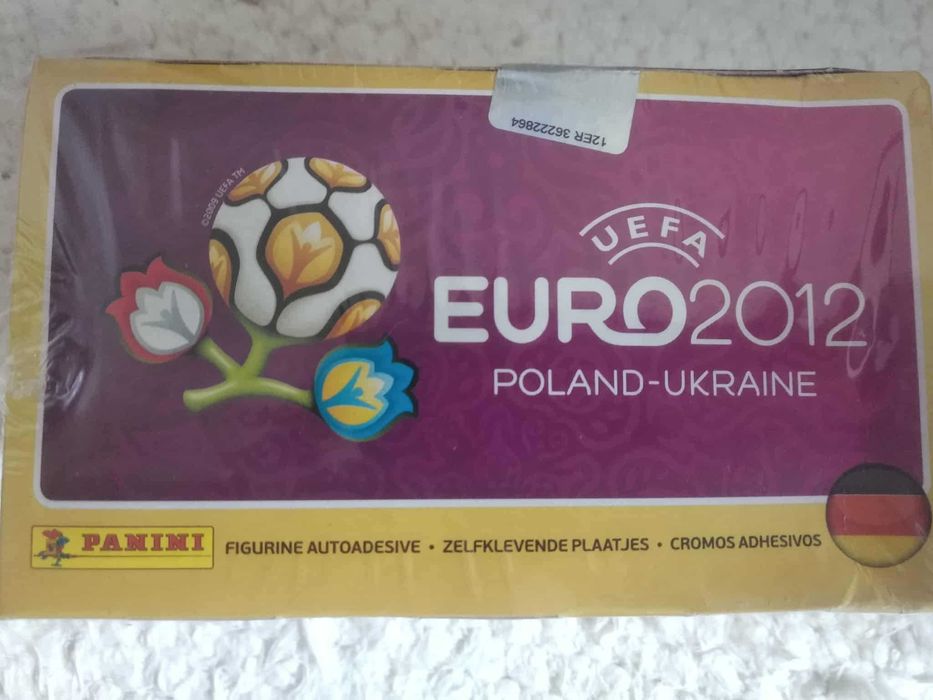 12ER 36222864
©2009 UEFA TM
UEFA
EURO2012
POLAND-UKRAINE
PANINI
FIGURINE AUTOADESIVE • ZELFKLEVENDE PLAATJES • CROMOS ADHESIVOS